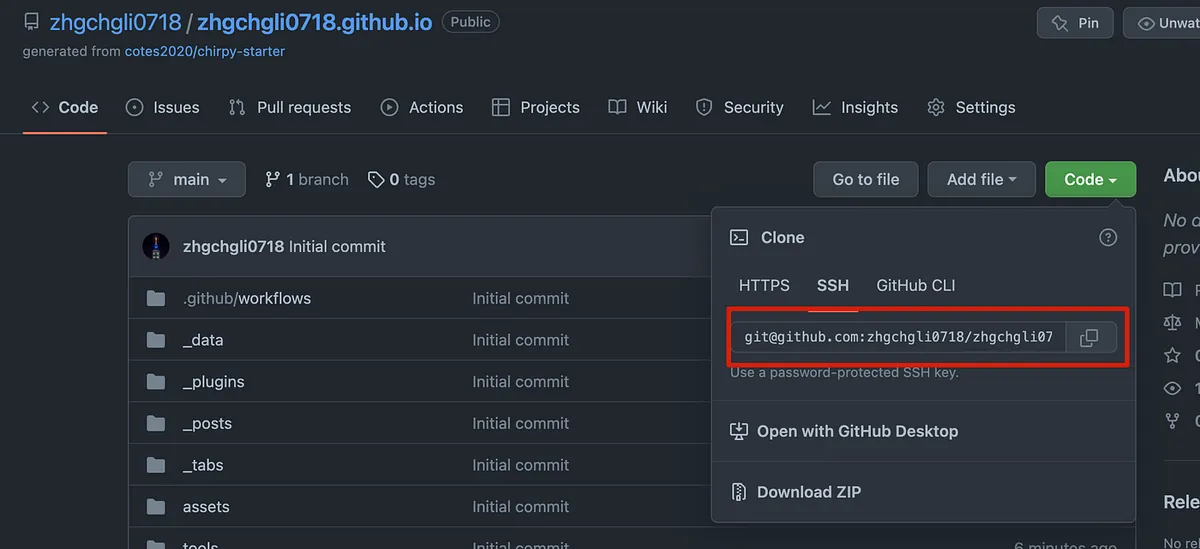 zhgchgli0718 / zhgchgli0718.github.io Public
Pin
Unwat
generated from cotes2020/chirpy-starter
<> Code Issues Pull requests Actions Projects Wiki Security Insights Settings
main 1 branch 0 tags Go to file Add file Code
Abou
zhgchgli0718 Initial commit
Clone
No d
prov
HTTPS SSH GitHub CLI
.github/workflows Initial commit
git@github.com:zhgchgli0718/zhgchgli07
_data Initial commit
Use a password-protected SSH key.
_plugins Initial commit
_posts Initial commit
Open with GitHub Desktop
_tabs Initial commit
Download ZIP
assets Initial commit
Rele
tools Initial commit 6 minutes ago
No rel